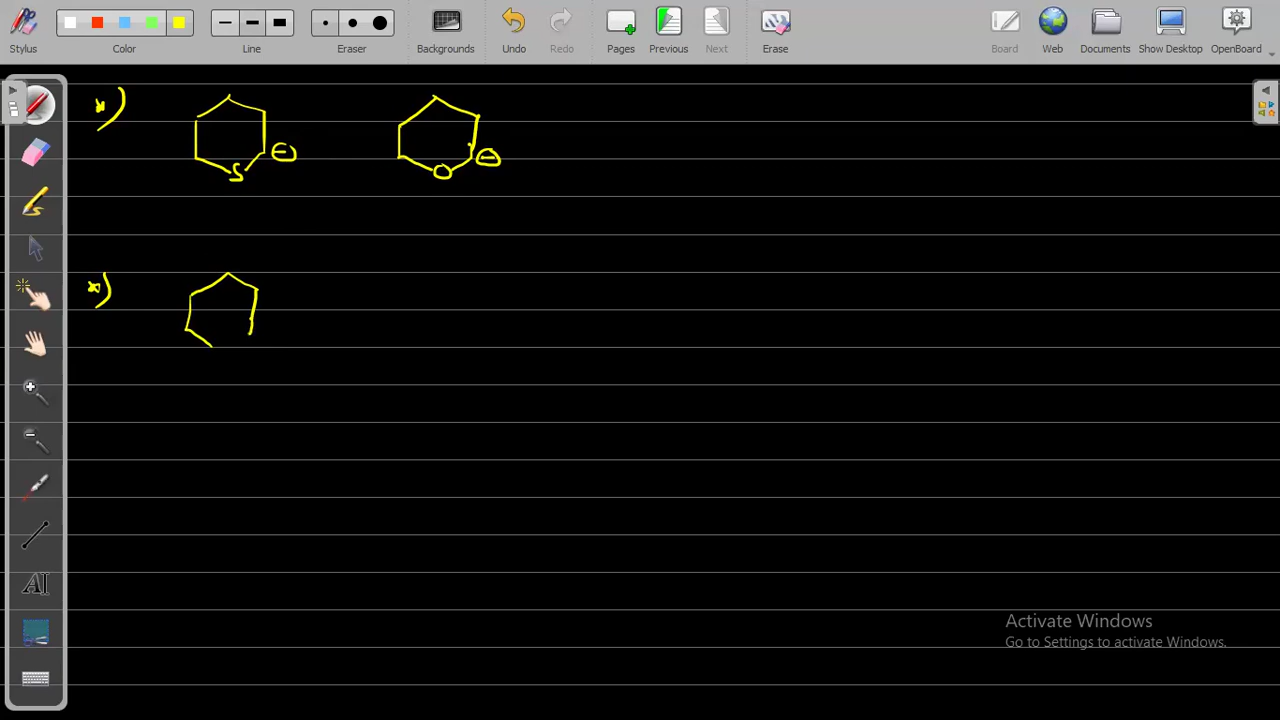 Stylus Color Line Eraser Backgrounds Undo Redo Pages Previous Next Erase Board Web Documents Show Desktop OpenBoard
*)
S ⊖ O ⊖
*)
AI
Activate Windows
Go to Settings to activate Windows.